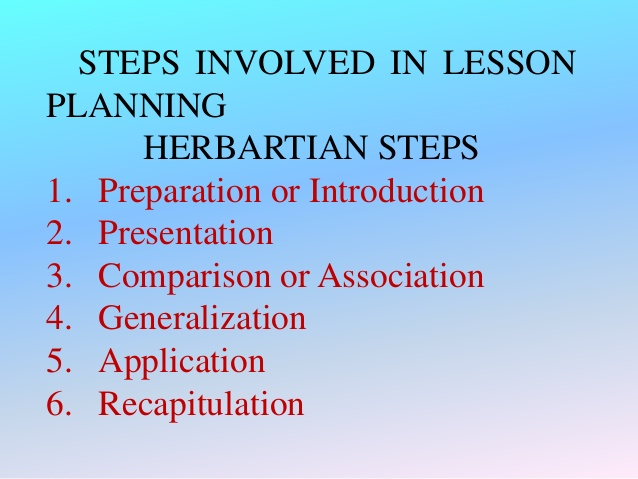 STEPS INVOLVED IN LESSON
PLANNING
HERBARTIAN STEPS
1. Preparation or Introduction
2. Presentation
3. Comparison or Association
4. Generalization
5. Application
6. Recapitulation